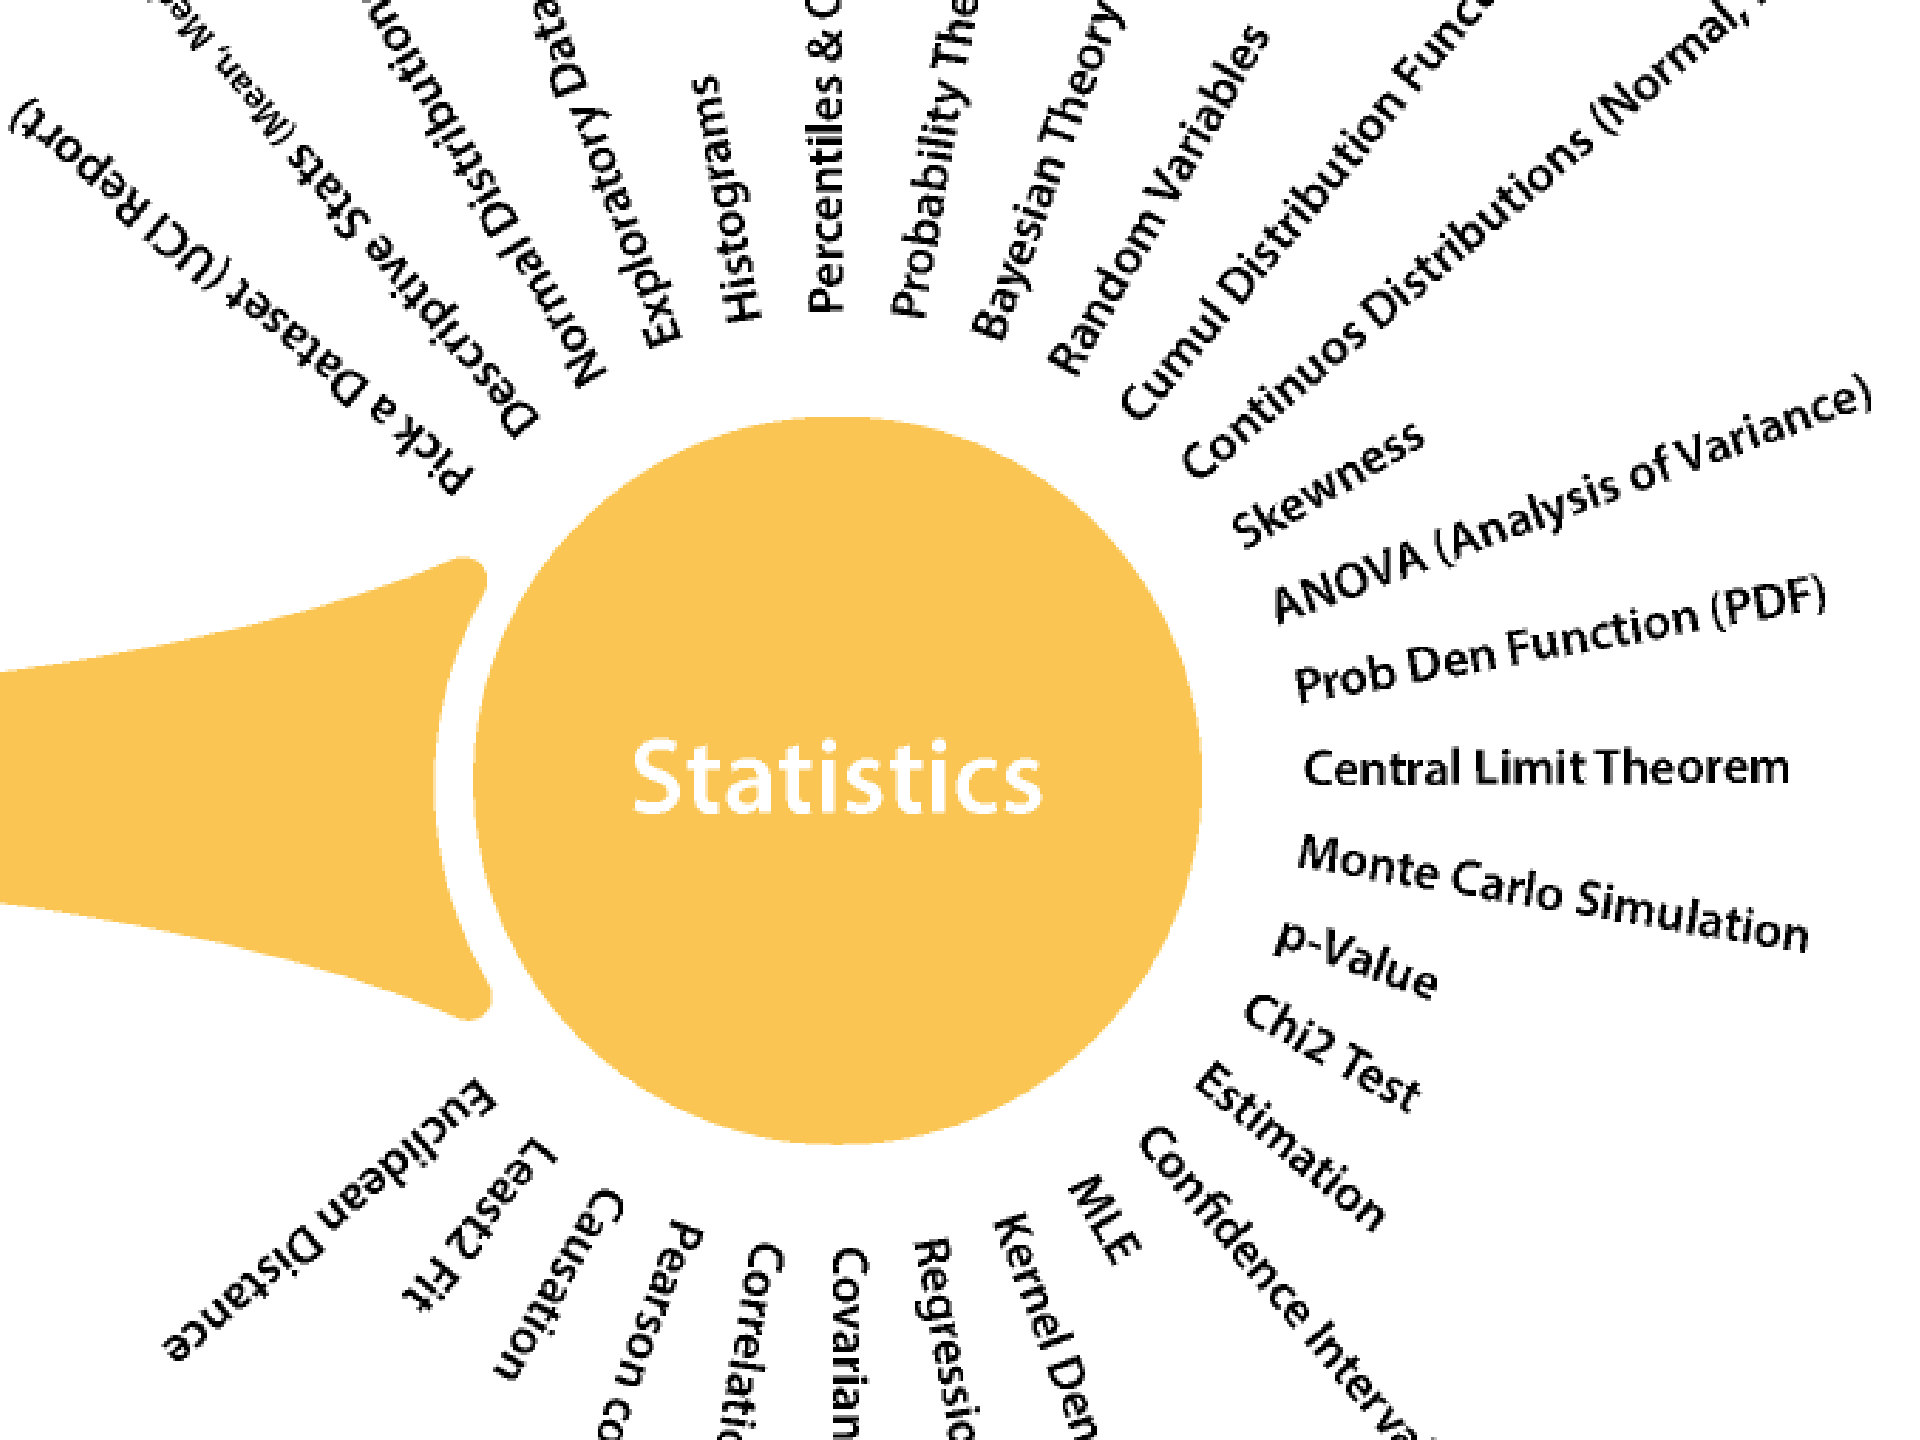 Pick a Dataset (UCI Report)
Descriptive Stats (Mean,
Normal
Exploratory Data
Histograms
Percentiles &
Probability
Bayesian Theory
Random Variables
Cumul Distribution
Continuos Distributions (Normal,
Skewness
ANOVA (Analysis of Variance)
Prob Den Function (PDF)
Central Limit Theorem
Monte Carlo Simulation
p-Value
Chi2 Test
Estimation
Confidence
MLE
Kernel Den
Pearson
Causation
Least2 Fit
Euclidean Distance
Statistics